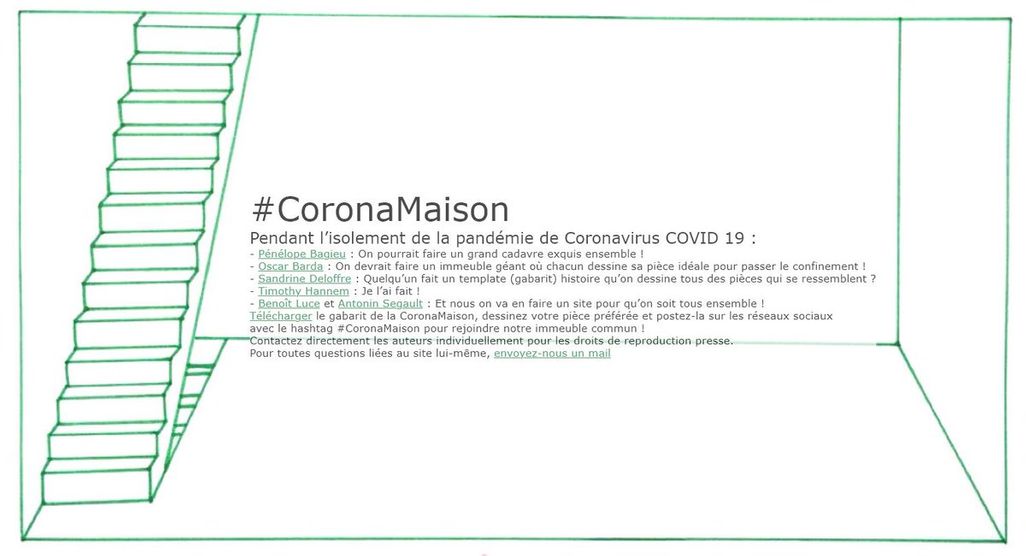 #CoronaMaison
Pendant l’isolement de la pandémie de Coronavirus COVID 19 :
- Pénélope Bagieu : On pourrait faire un grand cadavre exquis ensemble !
- Oscar Barda : On devrait faire un immeuble géant où chacun dessine sa pièce idéale pour passer le confinement !
- Sandrine Deloffre : Quelqu’un fait un template (gabarit) histoire qu’on dessine tous des pièces qui se ressemblent ?
- Timothy Hannem : Je l’ai fait !
- Benoît Luce et Antonin Segault : Et nous on va en faire un site pour qu’on soit tous ensemble !
Télécharger le gabarit de la CoronaMaison, dessinez votre pièce préférée et postez-la sur les réseaux sociaux
avec le hashtag #CoronaMaison pour rejoindre notre immeuble commun !
Contactez directement les auteurs individuellement pour les droits de reproduction presse.
Pour toutes questions liées au site lui-même, envoyez-nous un mail